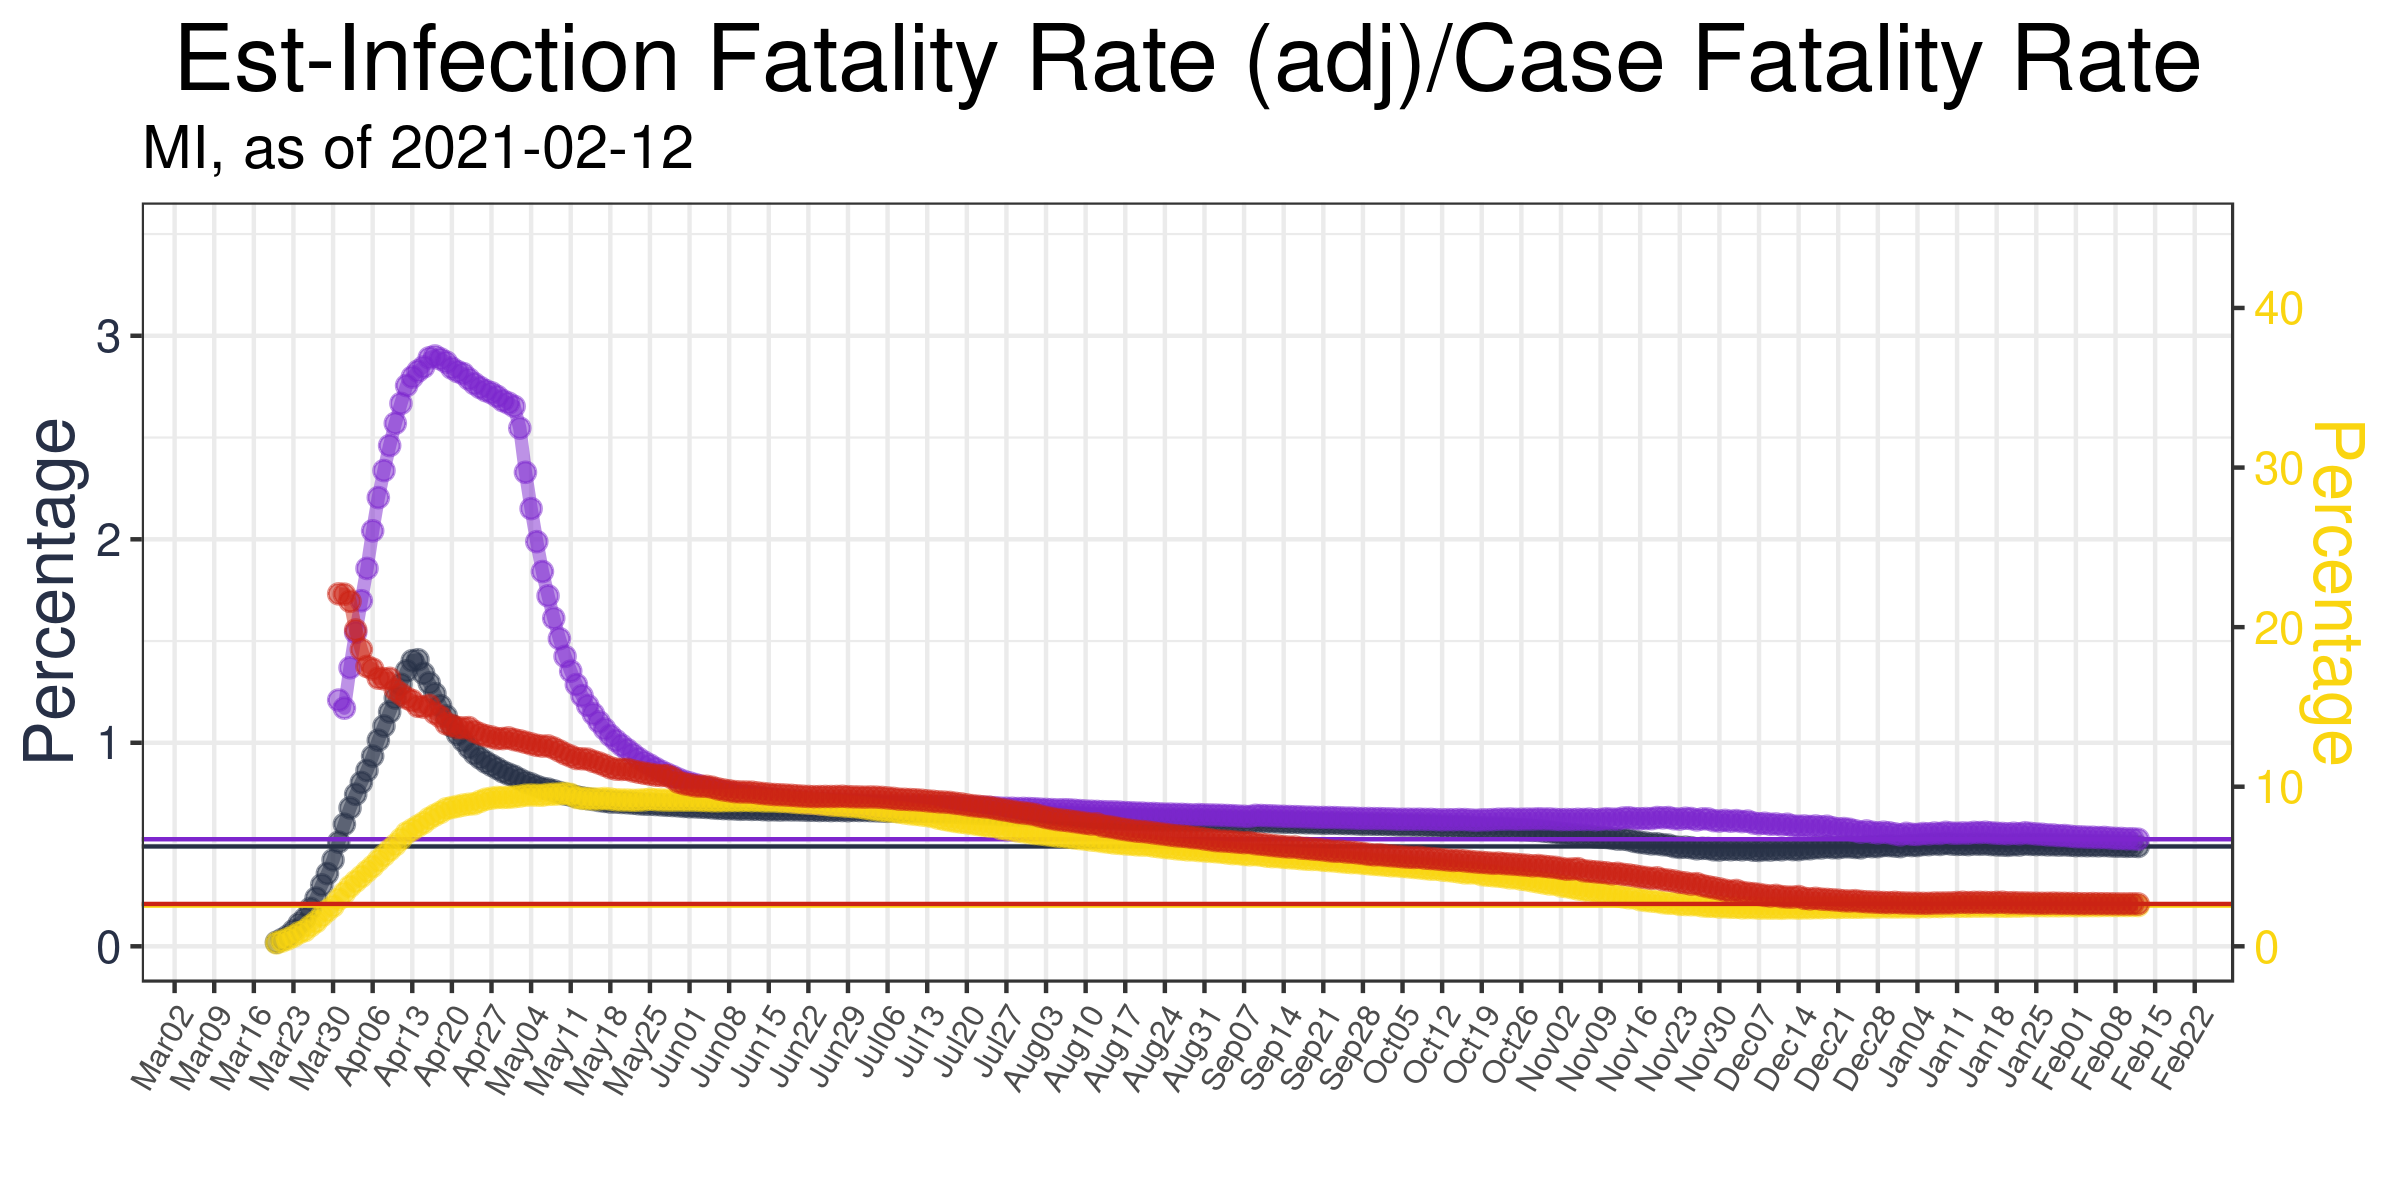 Est-Infection Fatality Rate (adj)/Case Fatality Rate
MI, as of 2021-02-12
Percentage
3
2
1
0
40
30
20
10
0
Percentage
Mar02
Mar09
Mar16
Mar23
Mar30
Apr06
Apr13
Apr20
Apr27
May04
May11
May18
May25
Jun01
Jun08
Jun15
Jun22
Jun29
Jul06
Jul13
Jul20
Jul27
Aug03
Aug10
Aug17
Aug24
Aug31
Sep07
Sep14
Sep21
Sep28
Oct05
Oct12
Oct19
Oct26
Nov02
Nov09
Nov16
Nov23
Nov30
Dec07
Dec14
Dec21
Dec28
Jan04
Jan11
Jan18
Jan25
Feb01
Feb08
Feb15
Feb22